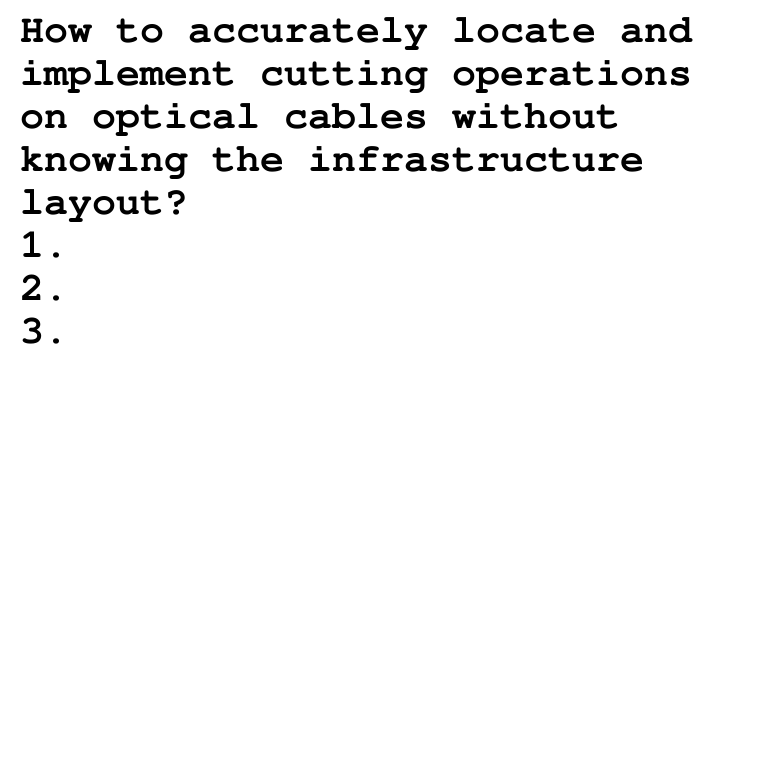 How to accurately locate and
implement cutting operations
on optical cables without
knowing the infrastructure
layout?
1.
2.
3.